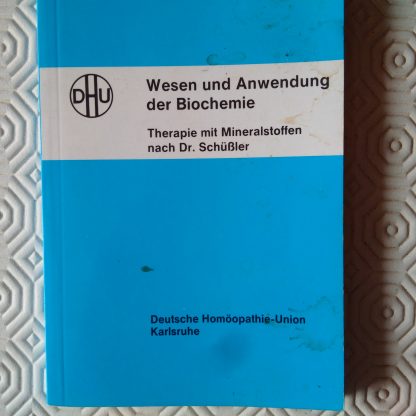 DHU
Wesen und Anwendung
der Biochemie
Therapie mit Mineralstoffen
nach Dr. Schüßler
Deutsche Homöopathie-Union
Karlsruhe